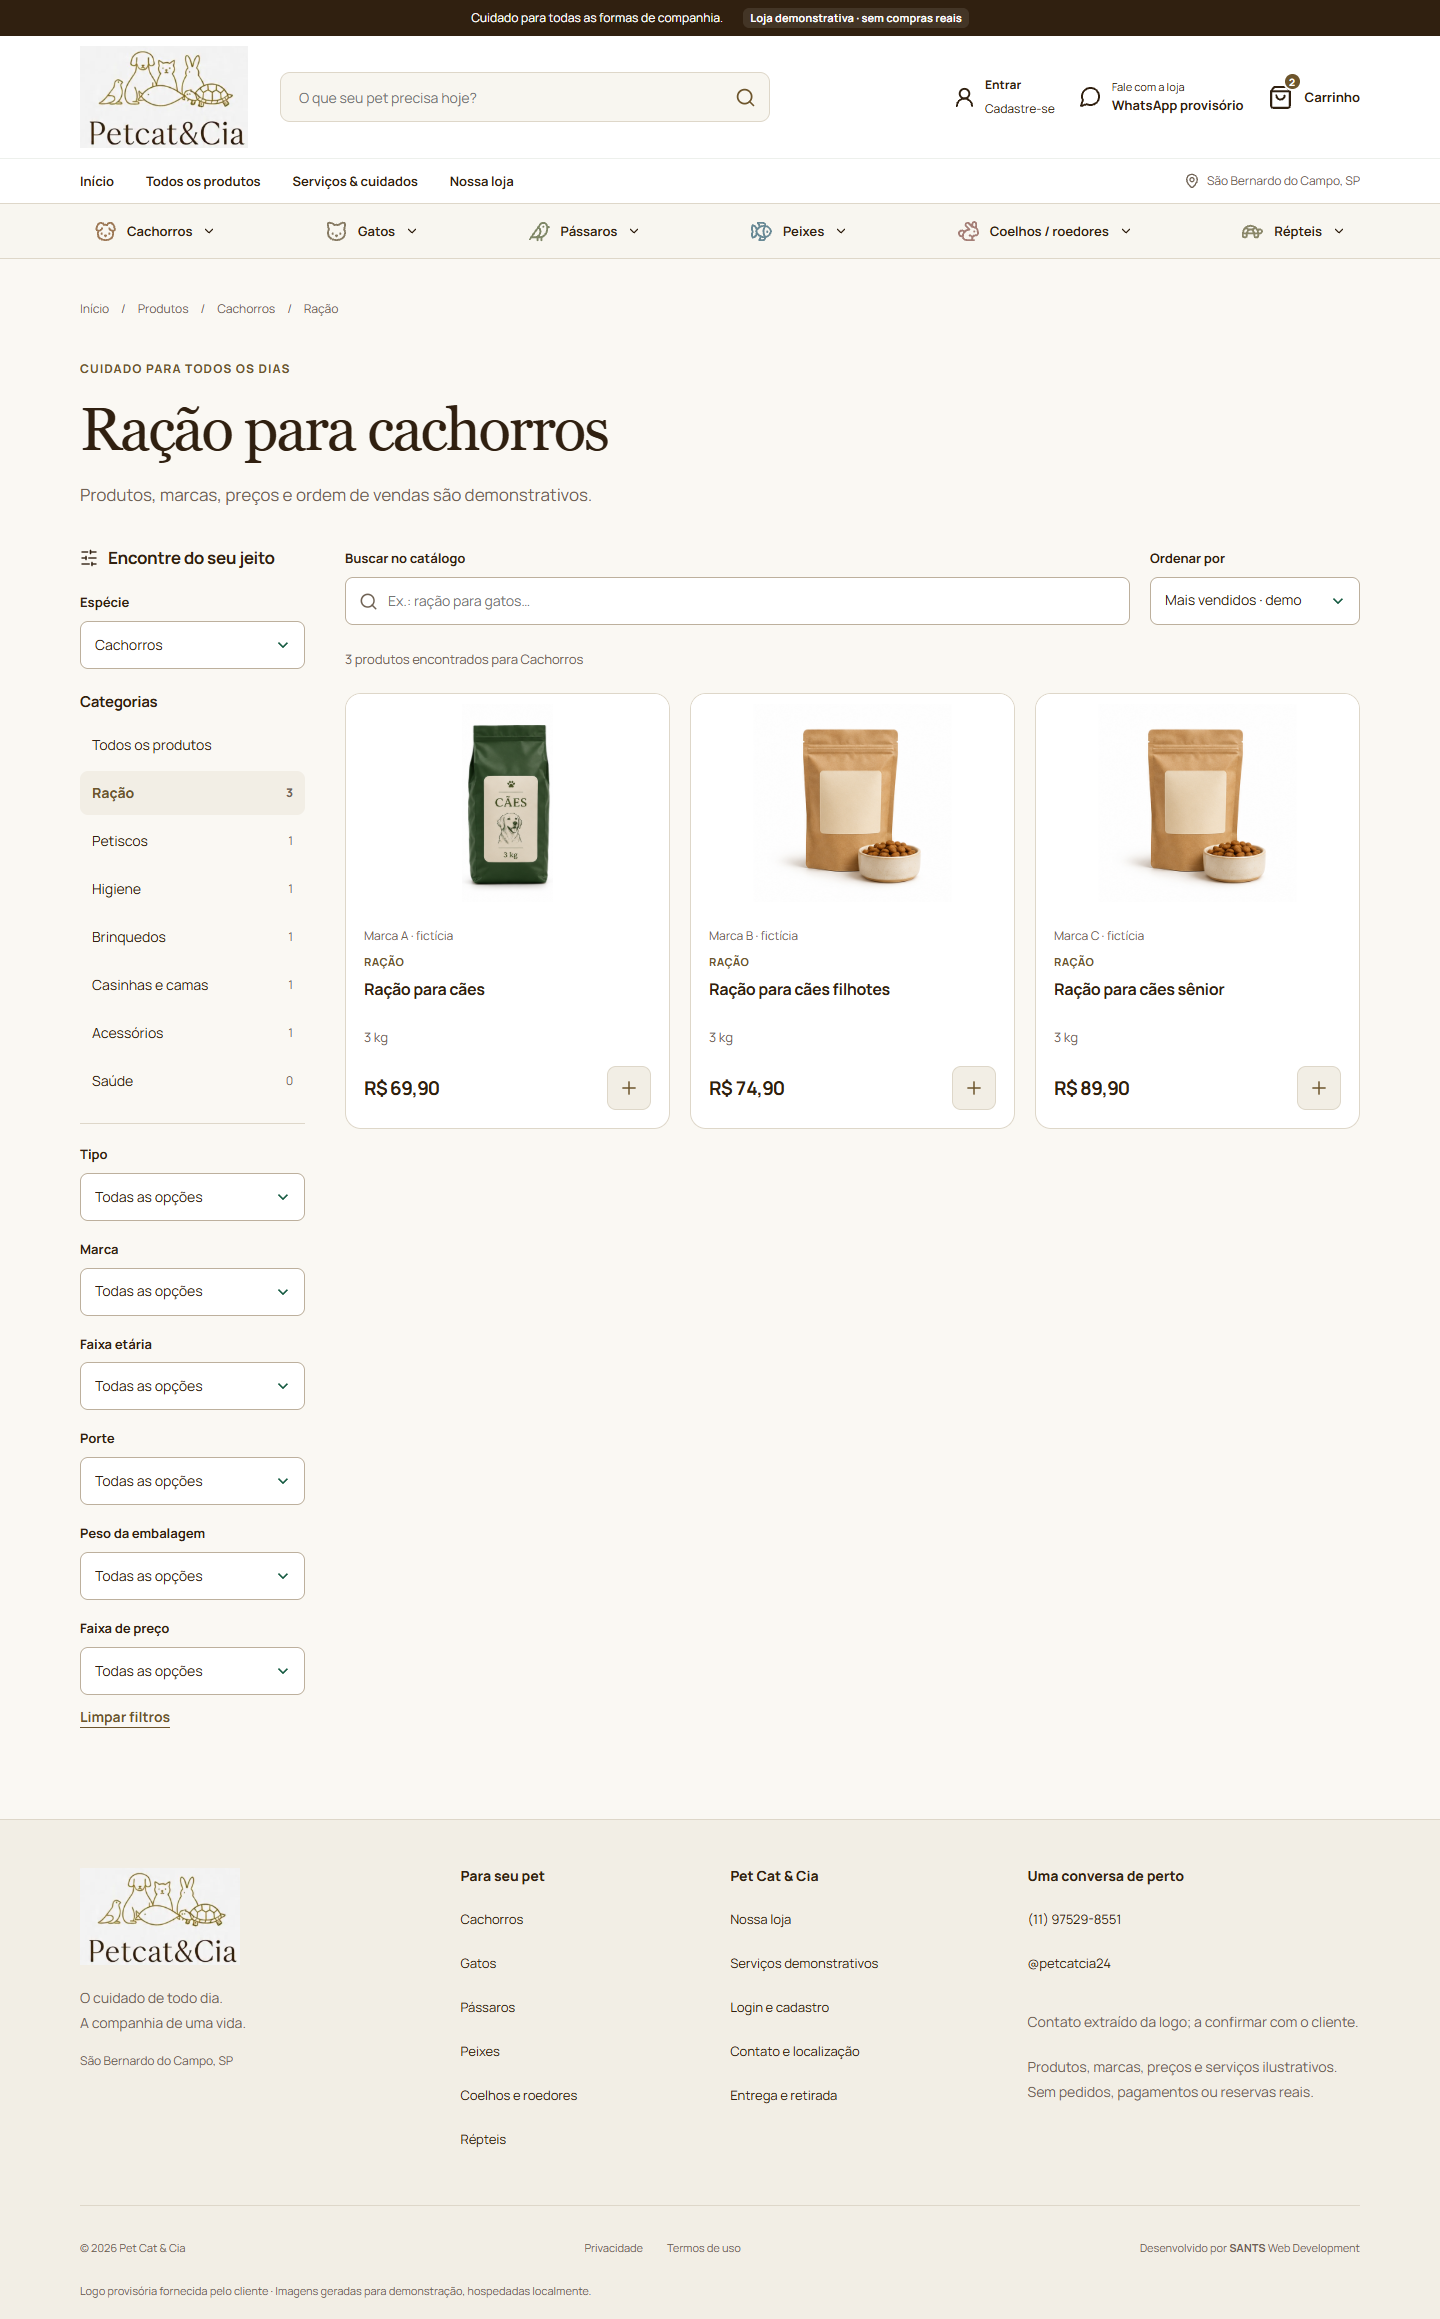 Cuidado para todas as formas de companhia. Loja demonstrativa · sem compras reais
Petcat&Cia
O que seu pet precisa hoje?
Entrar
Cadastre-se
Fale com a loja
WhatsApp provisório
2
Carrinho
Início Todos os produtos Serviços & cuidados Nossa loja São Bernardo do Campo, SP
Cachorros Gatos Pássaros Peixes Coelhos / roedores Répteis
Início / Produtos / Cachorros / Ração
CUIDADO PARA TODOS OS DIAS
Ração para cachorros
Produtos, marcas, preços e ordem de vendas são demonstrativos.
Encontre do seu jeito
Espécie
Cachorros
Categorias
Todos os produtos
Ração 3
Petiscos 1
Higiene 1
Brinquedos 1
Casinhas e camas 1
Acessórios 1
Saúde 0
Tipo
Todas as opções
Marca
Todas as opções
Faixa etária
Todas as opções
Porte
Todas as opções
Peso da embalagem
Todas as opções
Faixa de preço
Todas as opções
Limpar filtros
Buscar no catálogo
Ex.: ração para gatos...
Ordenar por
Mais vendidos · demo
3 produtos encontrados para Cachorros
CÃES
3 kg
Marca A · fictícia
RAÇÃO
Ração para cães
3 kg
R$ 69,90
Marca B · fictícia
RAÇÃO
Ração para cães filhotes
3 kg
R$ 74,90
Marca C · fictícia
RAÇÃO
Ração para cães sênior
3 kg
R$ 89,90
Petcat&Cia
O cuidado de todo dia.
A companhia de uma vida.
São Bernardo do Campo, SP
Para seu pet
Cachorros
Gatos
Pássaros
Peixes
Coelhos e roedores
Répteis
Pet Cat & Cia
Nossa loja
Serviços demonstrativos
Login e cadastro
Contato e localização
Entrega e retirada
Uma conversa de perto
(11) 97529-8551
@petcatcia24
Contato extraído da logo; a confirmar com o cliente.
Produtos, marcas, preços e serviços ilustrativos.
Sem pedidos, pagamentos ou reservas reais.
© 2026 Pet Cat & Cia Privacidade Termos de uso Desenvolvido por SANTS Web Development
Logo provisória fornecida pelo cliente · Imagens geradas para demonstração, hospedadas localmente.